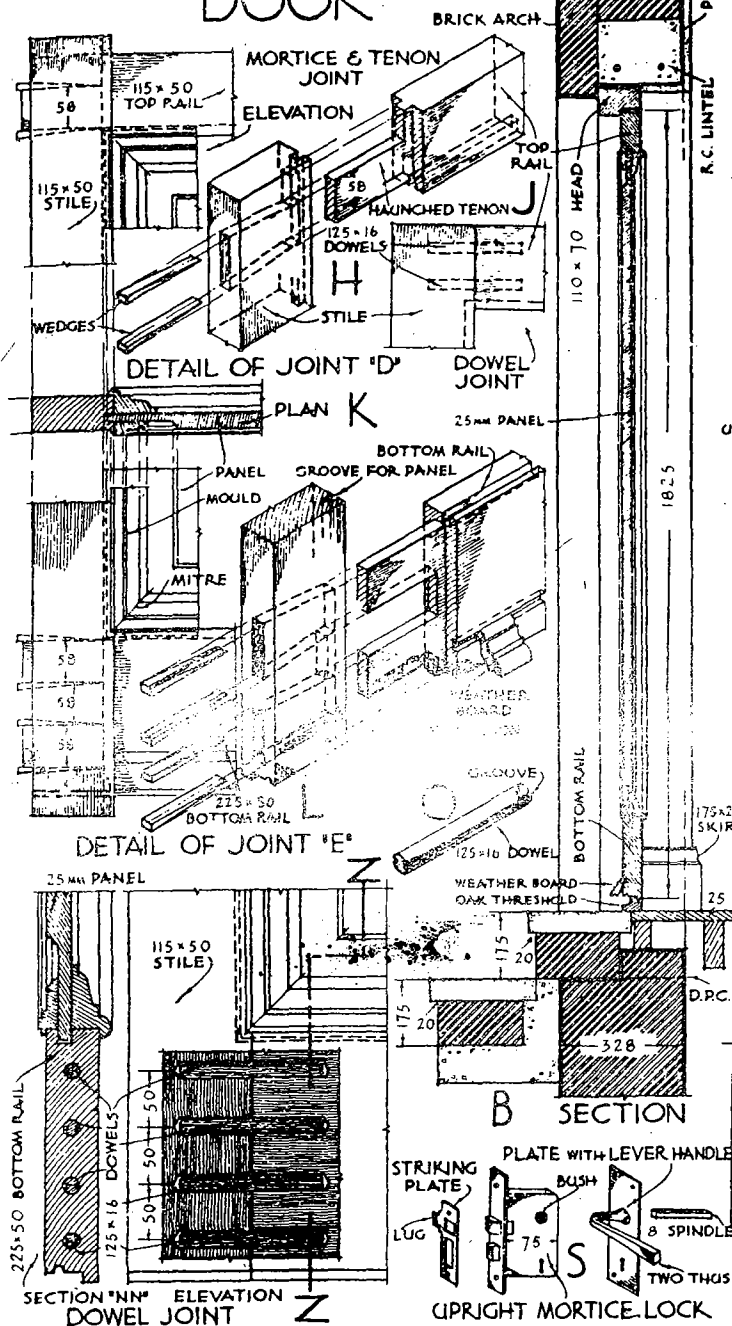 DOOR
BRICK ARCH
MORTICE & TENON
JOINT
115 × 50
TOP RAIL
58
ELEVATION
115 × 50
STILE
TOP
RAIL
58
HAUNCHED TENON
J
125 × 16
DOWELS
H
WEDGES
STILE
DETAIL OF JOINT "D"
DOWEL
JOINT
R.C. LINTEL
110 × 70 HEAD
PLAN K
25 MM PANEL
1825
BOTTOM RAIL
PANEL
GROOVE FOR PANEL
MOULD
MITRE
58
58
58
WEATHER
BOARD
225 × 50
BOTTOM RAIL
L
O
GROOVE
125 × 16 DOWEL
DETAIL OF JOINT "E"
BOTTOM RAIL
175 × 2
SKIR
WEATHER BOARD
OAK THRESHOLD
25
175
20
D.P.C.
175
20
328
B SECTION
25 MM PANEL
N
115 × 50
STILE
225 × 50 BOTTOM RAIL
DOWELS
125 × 16
50
50
50
SECTION "NN"
ELEVATION
N
DOWEL JOINT
STRIKING
PLATE
PLATE WITH LEVER HANDLE
BUSH
LUG
75
S
8 SPINDLE
TWO THUS
UPRIGHT MORTICE LOCK